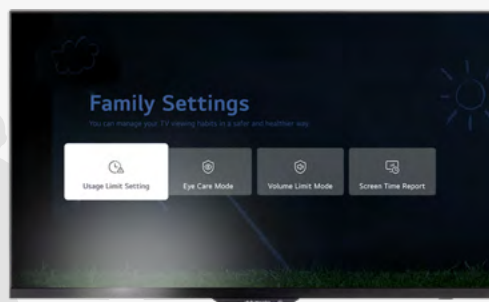 Family Settings
You can manage your TV viewing habits in a safer and healthier way.
Usage Limit Setting
Eye Care Mode
Volume Limit Mode
Screen Time Report